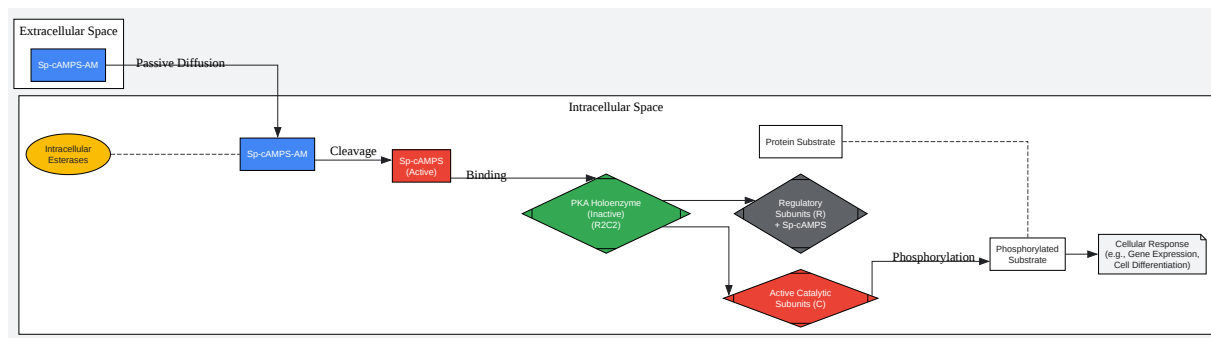 Extracellular Space
Sp-cAMPS-AM
Passive Diffusion
Intracellular Space
Intracellular
Esterases
Sp-cAMPS-AM
Cleavage
Sp-cAMPS
(Active)
Binding
PKA Holoenzyme
(Inactive)
(R2C2)
Protein Substrate
Regulatory
Subunits (R)
+ Sp-cAMPS
Active Catalytic
Subunits (C)
Phosphorylation
Phosphorylated
Substrate
Cellular Response
(e.g., Gene Expression,
Cell Differentiation)